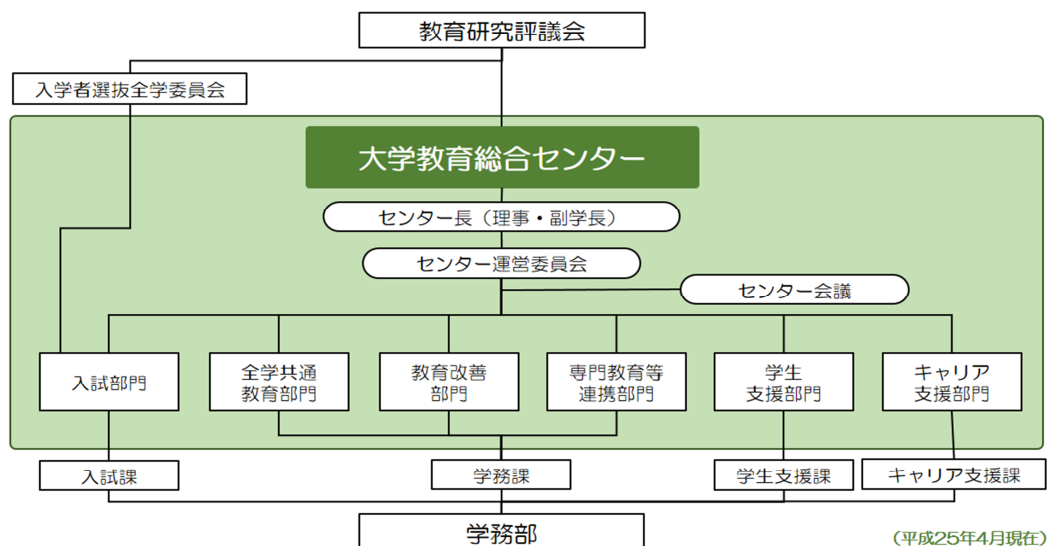 教育研究評議会
入学者選抜全学委員会
大学教育総合センター
センター長（理事・副学長）
センター運営委員会
センター会議
入試部門
全学共通
教育部門
教育改善
部門
専門教育等
連携部門
学生
支援部門
キャリア
支援部門
入試課
学務課
学生支援課
キャリア支援課
学務部
（平成25年4月現在）